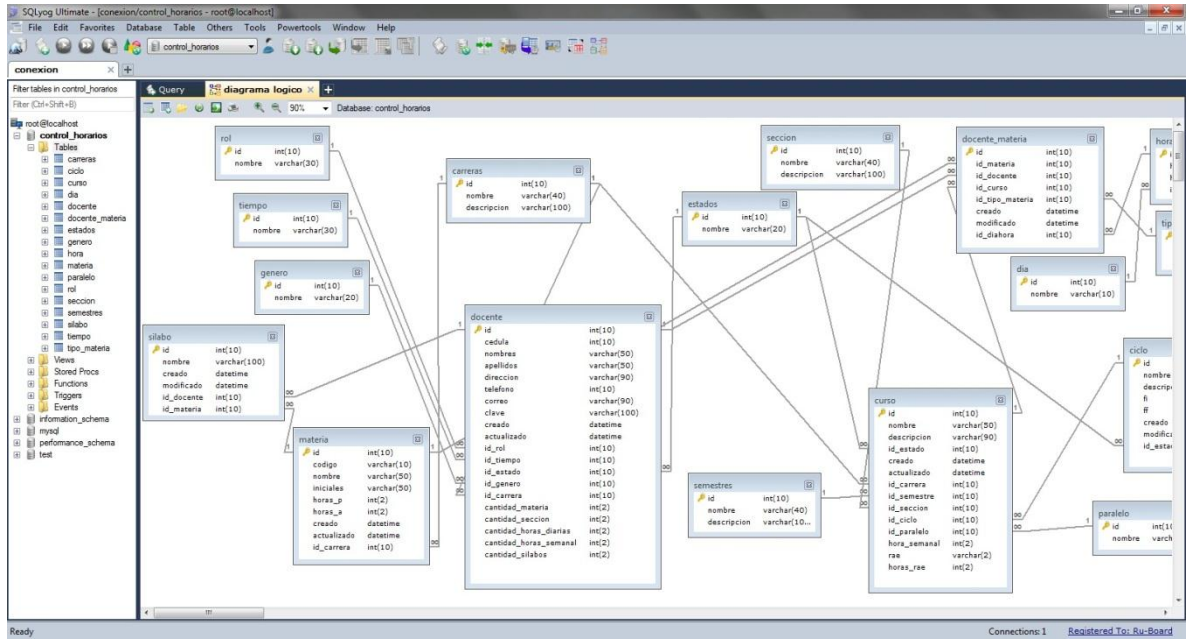 SQLyog Ultimate - [conexion/control_horarios - root@localhost]
File Edit Favorites Database Table Others Tools Powertools Window Help
control_horarios
conexion
Filter tables in control_horarios
Filter (Ctrl+Shift+B)
root@localhost
control_horarios
Tables
carreras
ciclo
curso
dia
docente
docente_materia
estados
genero
hora
materia
paralelo
rol
seccion
semestres
silabo
tiempo
tipo_materia
Views
Stored Procs
Functions
Triggers
Events
information_schema
mysql
performance_schema
test
Query
diagrama logico
90%
Database: control_horarios
rol
id int(10)
nombre varchar(30)
tiempo
id int(10)
nombre varchar(30)
genero
id int(10)
nombre varchar(20)
silabo
id int(10)
nombre varchar(100)
creado datetime
modificado datetime
id_docente int(10)
id_materia int(10)
materia
id int(10)
codigo varchar(10)
nombre varchar(50)
iniciales varchar(50)
horas_p int(2)
horas_a int(2)
creado datetime
actualizado datetime
id_carrera int(10)
carreras
id int(10)
nombre varchar(40)
descripcion varchar(100)
docente
id int(10)
cedula int(10)
nombres varchar(50)
apellidos varchar(50)
direccion varchar(90)
telefono int(10)
correo varchar(90)
clave varchar(100)
creado datetime
actualizado datetime
id_rol int(10)
id_tiempo int(10)
id_estado int(10)
id_genero int(10)
id_carrera int(10)
cantidad_materia int(2)
cantidad_seccion int(2)
cantidad_horas_diarias int(2)
cantidad_horas_semanal int(2)
cantidad_silabos int(2)
seccion
id int(10)
nombre varchar(40)
descripcion varchar(100)
estados
id int(10)
nombre varchar(20)
semestres
id int(10)
nombre varchar(40)
descripcion varchar(10...
docente_materia
id int(10)
id_materia int(10)
id_docente int(10)
id_curso int(10)
id_tipo_materia int(10)
creado datetime
modificado datetime
id_diahora int(10)
dia
id int(10)
nombre varchar(10)
curso
id int(10)
nombre varchar(50)
descripcion varchar(90)
id_estado int(10)
creado datetime
actualizado datetime
id_carrera int(10)
id_semestre int(10)
id_seccion int(10)
id_ciclo int(10)
id_paralelo int(10)
hora_semanal int(2)
rae varchar(2)
horas_rae int(2)
hora
tip
ciclo
id
nombre
descrip
fi
ff
creado
modifica
id_estad
paralelo
id int(10
nombre varch
Ready
Connections: 1
Registered To: Ru-Board